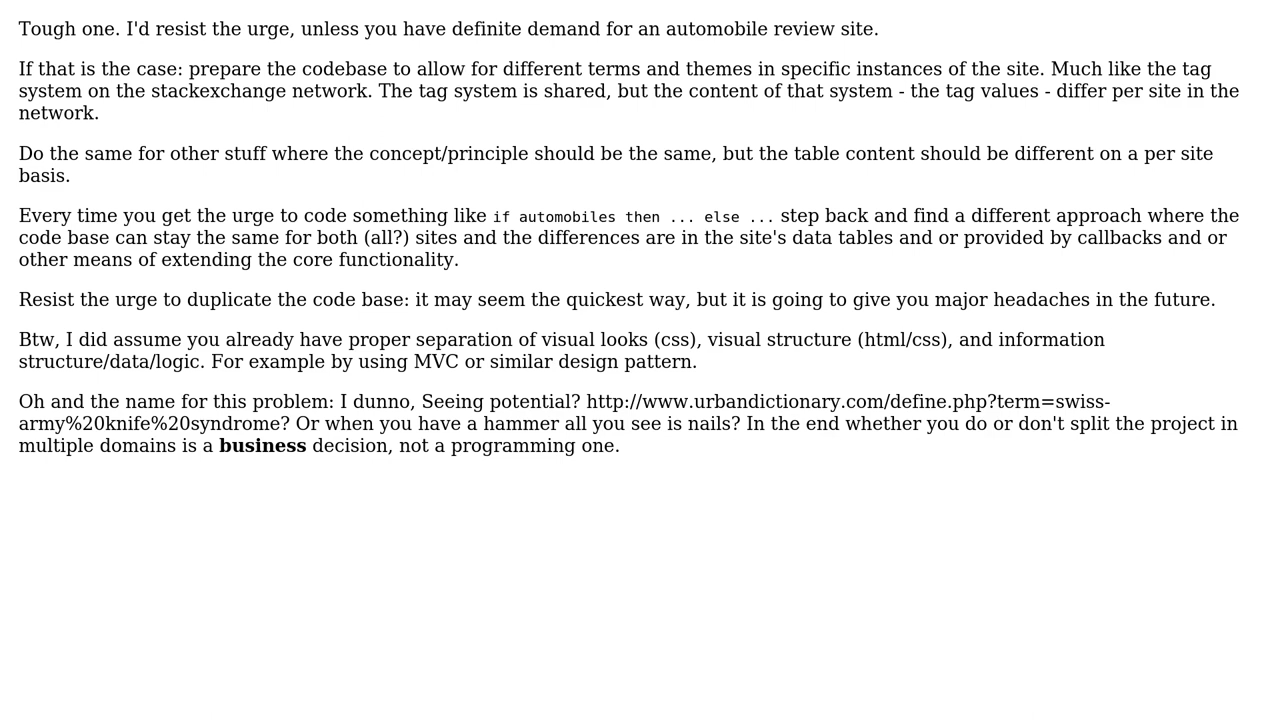 Tough one. I'd resist the urge, unless you have definite demand for an automobile review site.
If that is the case: prepare the codebase to allow for different terms and themes in specific instances of the site. Much like the tag
system on the stackexchange network. The tag system is shared, but the content of that system - the tag values - differ per site in the
network.
Do the same for other stuff where the concept/principle should be the same, but the table content should be different on a per site
basis.
Every time you get the urge to code something like if automobiles then ... else ... step back and find a different approach where the
code base can stay the same for both (all?) sites and the differences are in the site's data tables and or provided by callbacks and or
other means of extending the core functionality.
Resist the urge to duplicate the code base: it may seem the quickest way, but it is going to give you major headaches in the future.
Btw, I did assume you already have proper separation of visual looks (css), visual structure (html/css), and information
structure/data/logic. For example by using MVC or similar design pattern.
Oh and the name for this problem: I dunno, Seeing potential? http://www.urbandictionary.com/define.php?term=swiss-
army%20knife%20syndrome? Or when you have a hammer all you see is nails? In the end whether you do or don't split the project in
multiple domains is a business decision, not a programming one.